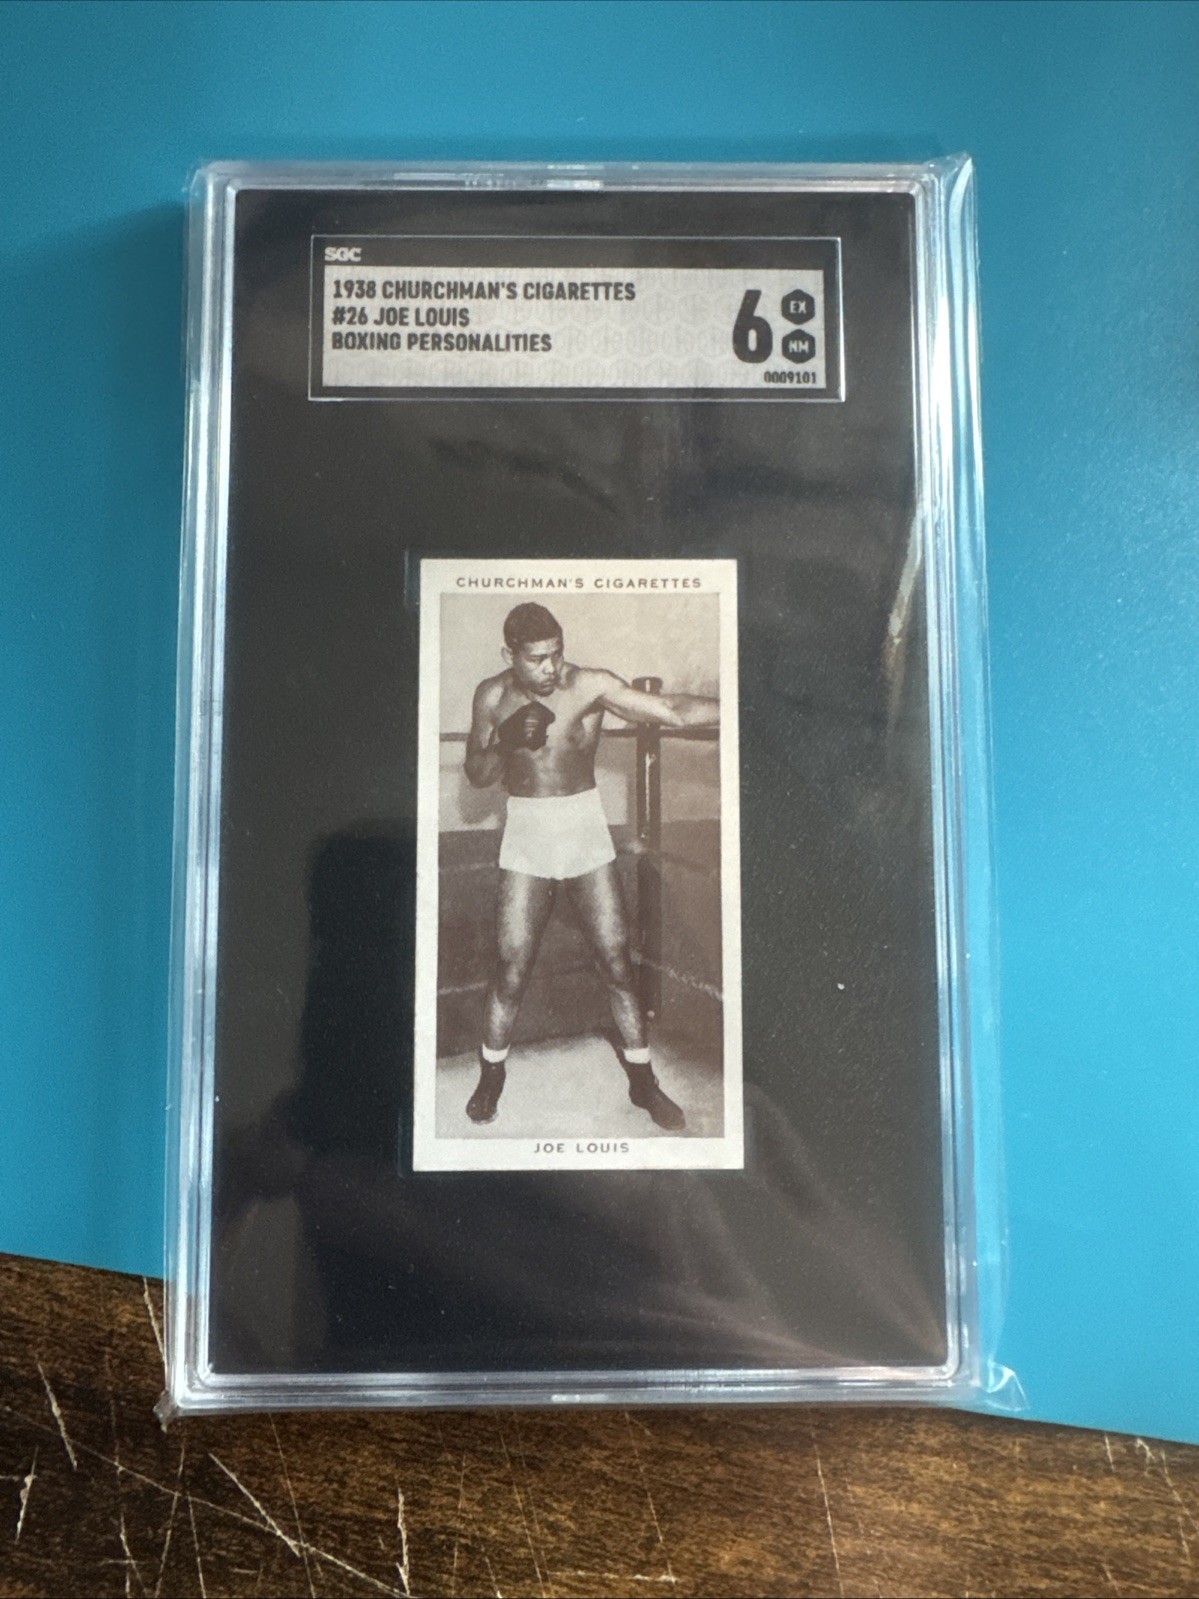 SGC
1938 CHURCHMAN'S CIGARETTES
#26 JOE LOUIS
BOXING PERSONALITIES
6
EX
NM
0009101
CHURCHMAN'S CIGARETTES
JOE LOUIS